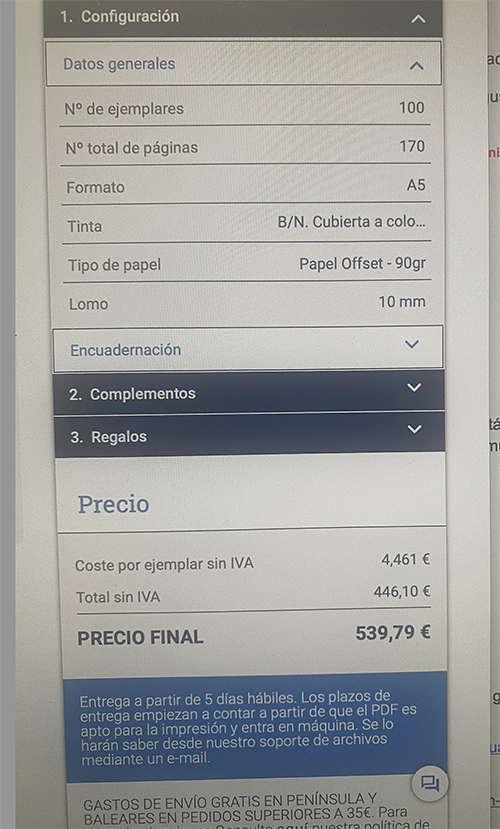 1. Configuración
Datos generales
Nº de ejemplares 100
Nº total de páginas 170
Formato A5
Tinta B/N. Cubierta a colo...
Tipo de papel Papel Offset - 90gr
Lomo 10 mm
Encuadernación
2. Complementos
3. Regalos
Precio
Coste por ejemplar sin IVA 4,461 €
Total sin IVA 446,10 €
PRECIO FINAL 539,79 €
Entrega a partir de 5 días hábiles. Los plazos de
entrega empiezan a contar a partir de que el PDF es
apto para la impresión y entra en máquina. Se lo
harán saber desde nuestro soporte de archivos
mediante un e-mail.
GASTOS DE ENVÍO GRATIS EN PENÍNSULA Y
BALEARES EN PEDIDOS SUPERIORES A 35€. Para
aquí nuestra política de